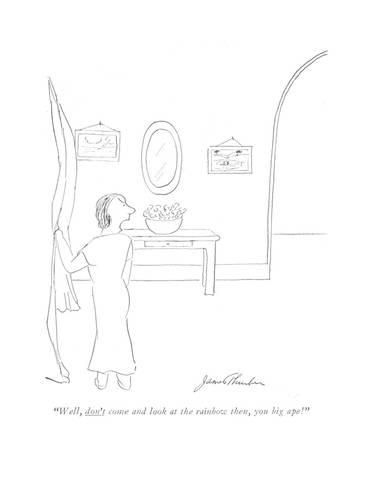 James Thurber
"Well, don't come and look at the rainbow then, you big ape!"